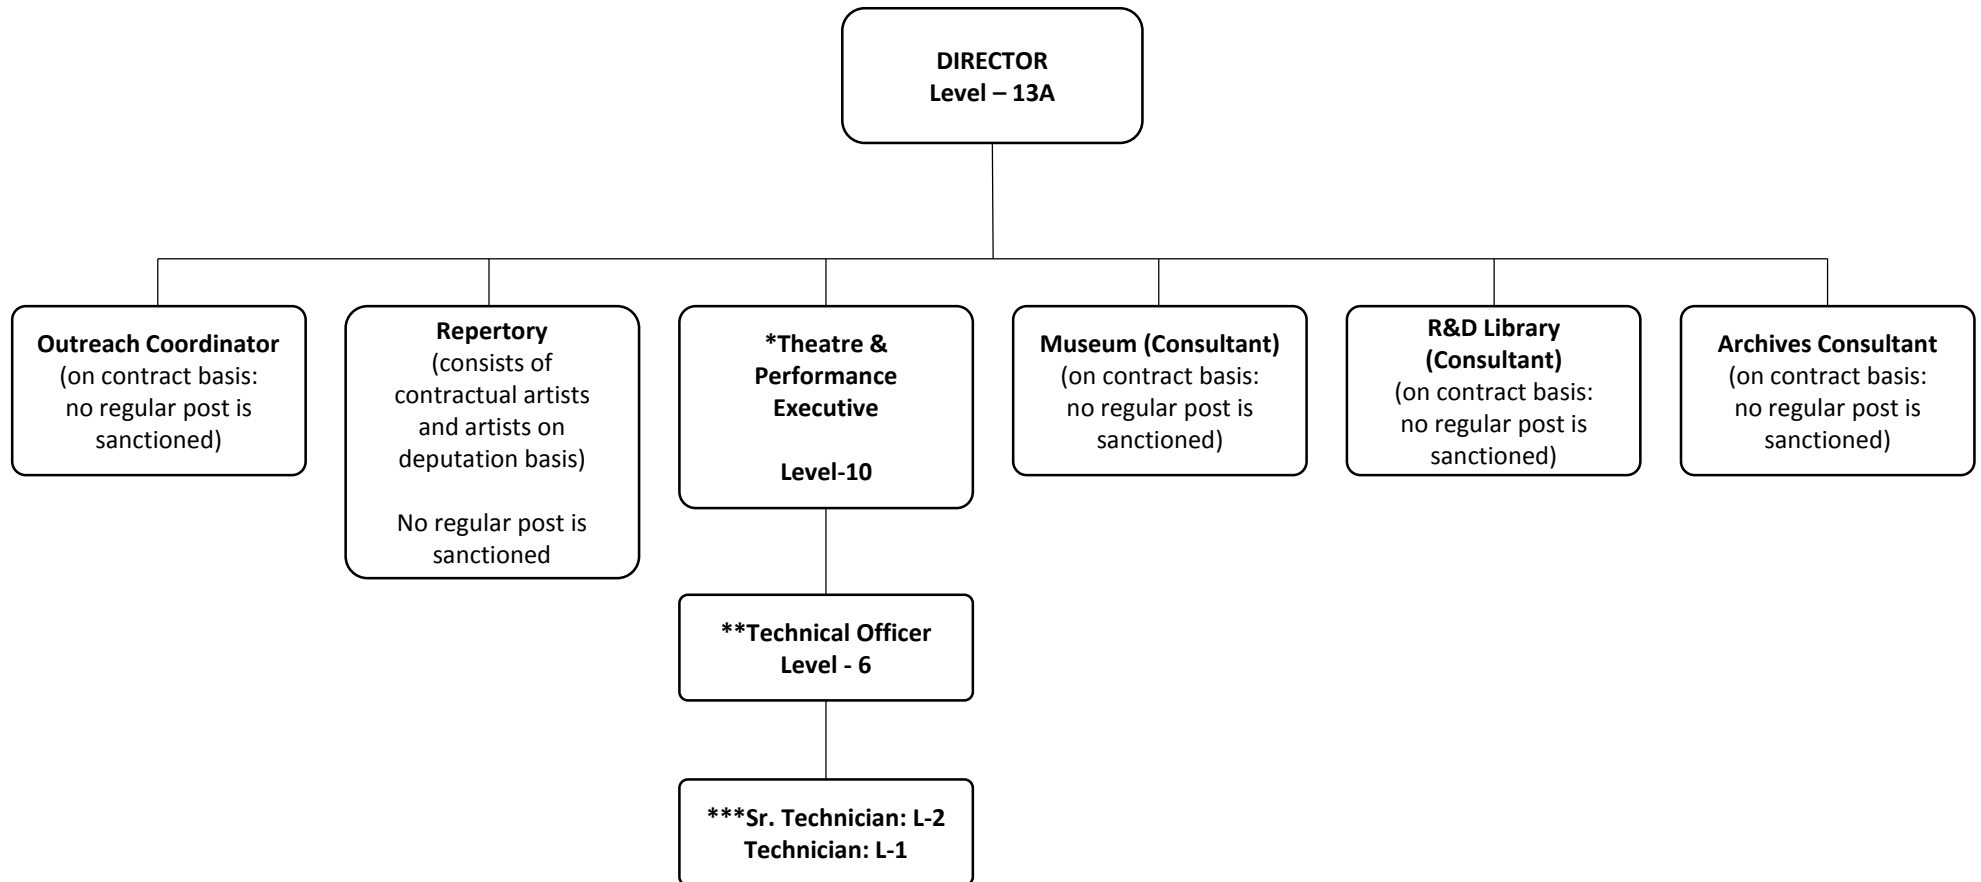 DIRECTOR
Level – 13A
Outreach Coordinator
(on contract basis:
no regular post is
sanctioned)
Repertory
(consists of
contractual artists
and artists on
deputation basis)
No regular post is
sanctioned
*Theatre &
Performance
Executive
Level-10
Museum (Consultant)
(on contract basis:
no regular post is
sanctioned)
R&D Library
(Consultant)
(on contract basis:
no regular post is
sanctioned)
Archives Consultant
(on contract basis:
no regular post is
sanctioned)
**Technical Officer
Level - 6
***Sr. Technician: L-2
Technician: L-1